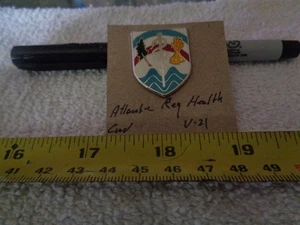 Atlantic Reg Health
Cmd V-21
16 17 18 19
41 42 43 44 45 46 47 48 49